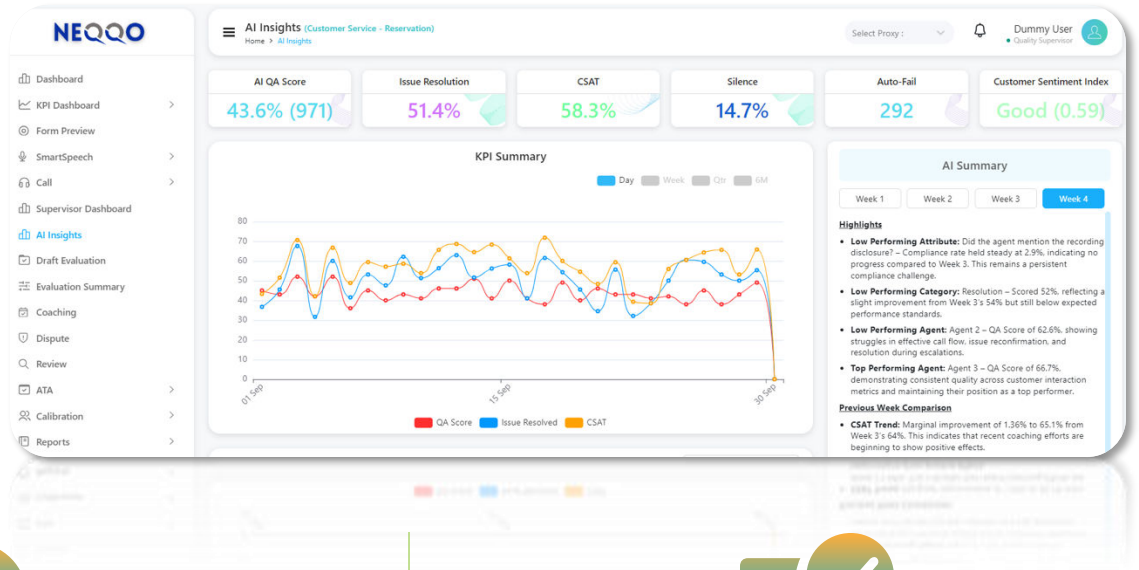 NEQQO
AI Insights (Customer Service - Reservation)
Home > AI Insights
Select Proxy :
Dummy User
Quality Supervisor
Dashboard
KPI Dashboard
Form Preview
SmartSpeech
Call
Supervisor Dashboard
AI Insights
Draft Evaluation
Evaluation Summary
Coaching
Dispute
Review
ATA
Calibration
Reports
AI QA Score
43.6% (971)
Issue Resolution
51.4%
CSAT
58.3%
Silence
14.7%
Auto-Fail
292
Customer Sentiment Index
Good (0.59)
KPI Summary
Day Week Qtr 6M
80
70
60
50
40
30
20
10
0
01 Sep
15 Sep
30 Sep
QA Score Issue Resolved CSAT
AI Summary
Week 1 Week 2 Week 3 Week 4
Highlights
• Low Performing Attribute: Did the agent mention the recording
disclosure? – Compliance rate held steady at 2.9%, indicating no
progress compared to Week 3. This remains a persistent
compliance challenge.
• Low Performing Category: Resolution – Scored 52%, reflecting a
slight improvement from Week 3's 54% but still below expected
performance standards.
• Low Performing Agent: Agent 2 – QA Score of 62.6%, showing
struggles in effective call flow, issue reconfirmation, and
resolution during escalations.
• Top Performing Agent: Agent 3 – QA Score of 66.7%,
demonstrating consistent quality across customer interaction
metrics and maintaining their position as a top performer.
Previous Week Comparison
• CSAT Trend: Marginal improvement of 1.36% to 65.1% from
Week 3's 64%. This indicates that recent coaching efforts are
beginning to show positive effects.